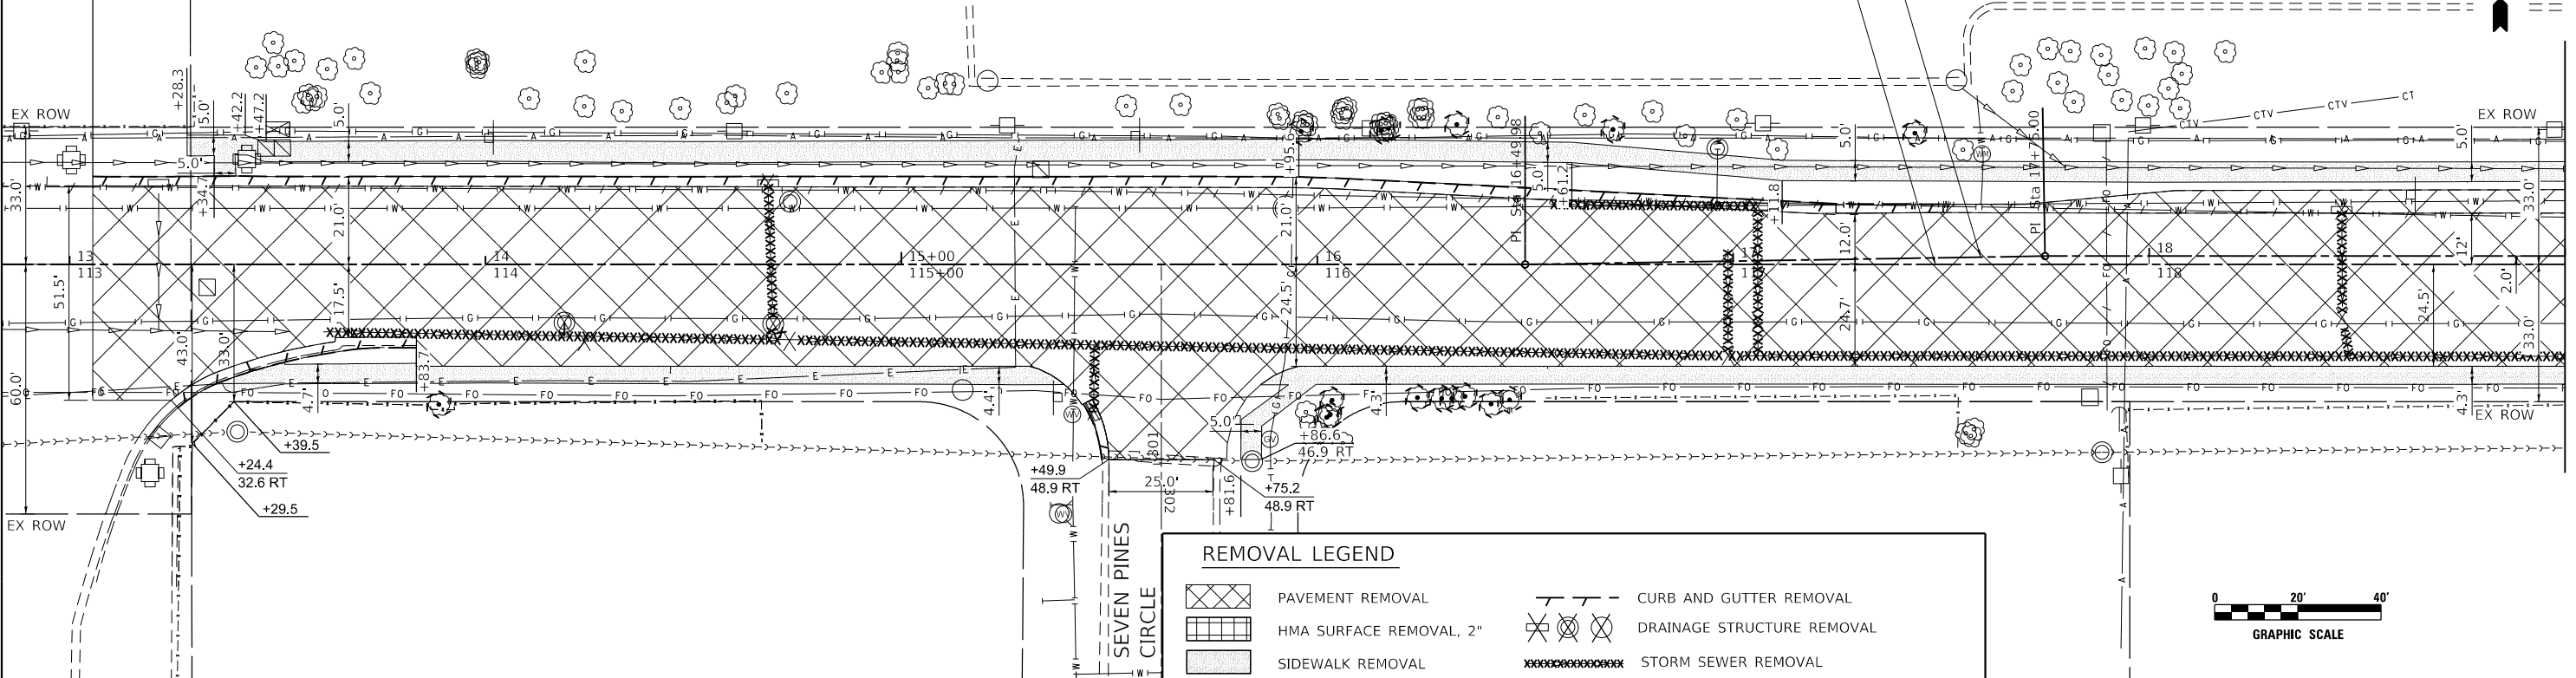 EX ROW
+28.3
5.0'
+42.2
+47.2
5.0'
+95.6
PI Sta 16+49.98
5.0'
+61.2
5.0'
PI Sta 17+75.00
CTV
CTV
CT
EX ROW
5.0'
33.0'
5.0'
+34.7
21.0'
21.0'
+11.8
12.0'
12'
33.0'
13
113
14
114
15+00
115+00
16
116
17
18
118
51.5'
17.5'
24.5'
24.7'
24.5'
2.0'
33.0'
43.0'
33.0'
60.0'
+83.7
4.7'
4.4'
4.3'
4.3'
EX ROW
5.0'
+86.6
46.9 RT
+39.5
+24.4
32.6 RT
+29.5
EX ROW
+49.9
48.9 RT
25.0'
301
302
+81.6
+75.2
48.9 RT
SEVEN PINES
CIRCLE
REMOVAL LEGEND
PAVEMENT REMOVAL
CURB AND GUTTER REMOVAL
HMA SURFACE REMOVAL, 2"
DRAINAGE STRUCTURE REMOVAL
SIDEWALK REMOVAL
STORM SEWER REMOVAL
0 20' 40'
GRAPHIC SCALE